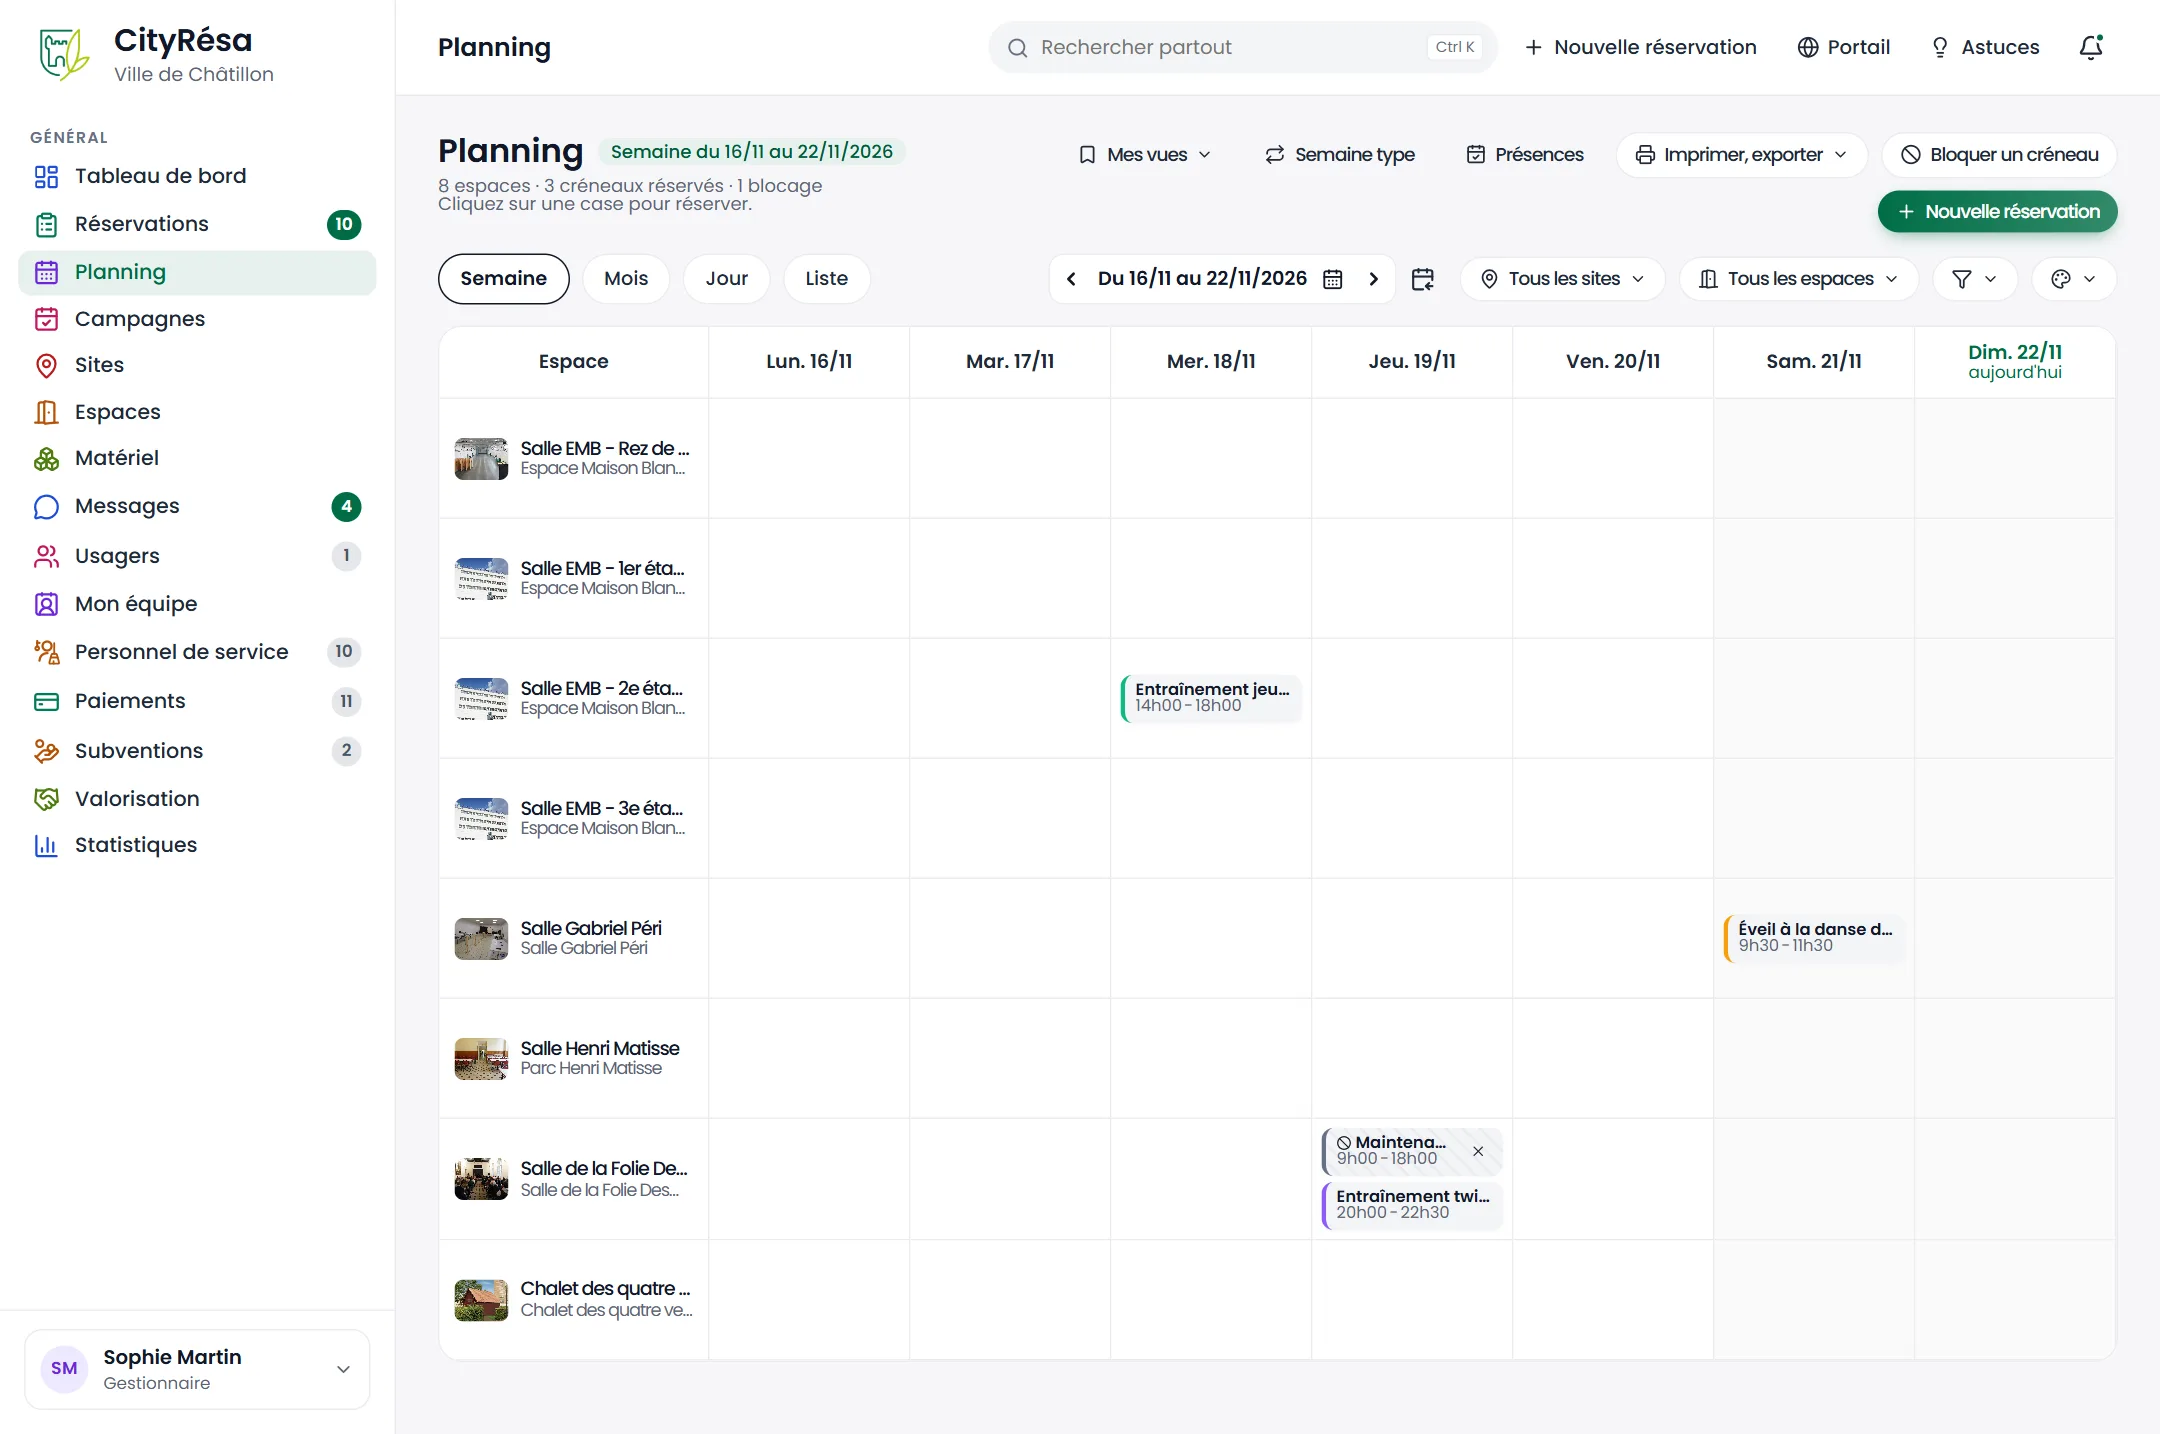 CityRésa
Ville de Châtillon
GÉNÉRAL
Tableau de bord
Réservations 10
Planning
Campagnes
Sites
Espaces
Matériel
Messages 4
Usagers 1
Mon équipe
Personnel de service 10
Paiements 11
Subventions 2
Valorisation
Statistiques
SM
Sophie Martin
Gestionnaire
Planning
Rechercher partout Ctrl K
Nouvelle réservation
Portail
Astuces
Planning
Semaine du 16/11 au 22/11/2026
8 espaces · 3 créneaux réservés · 1 blocage
Cliquez sur une case pour réserver.
Mes vues
Semaine type
Présences
Imprimer, exporter
Bloquer un créneau
Nouvelle réservation
Semaine
Mois
Jour
Liste
Du 16/11 au 22/11/2026
Tous les sites
Tous les espaces
Espace
Lun. 16/11
Mar. 17/11
Mer. 18/11
Jeu. 19/11
Ven. 20/11
Sam. 21/11
Dim. 22/11
aujourd'hui
Salle EMB - Rez de ...
Espace Maison Blan...
Salle EMB - 1er éta...
Espace Maison Blan...
Salle EMB - 2e éta...
Espace Maison Blan...
Entraînement jeu...
14h00 - 18h00
Salle EMB - 3e éta...
Espace Maison Blan...
Salle Gabriel Péri
Salle Gabriel Péri
Éveil à la danse d...
9h30 - 11h30
Salle Henri Matisse
Parc Henri Matisse
Salle de la Folie De...
Salle de la Folie Des...
Maintena...
9h00 - 18h00
Entraînement twi...
20h00 - 22h30
Chalet des quatre ...
Chalet des quatre ve...